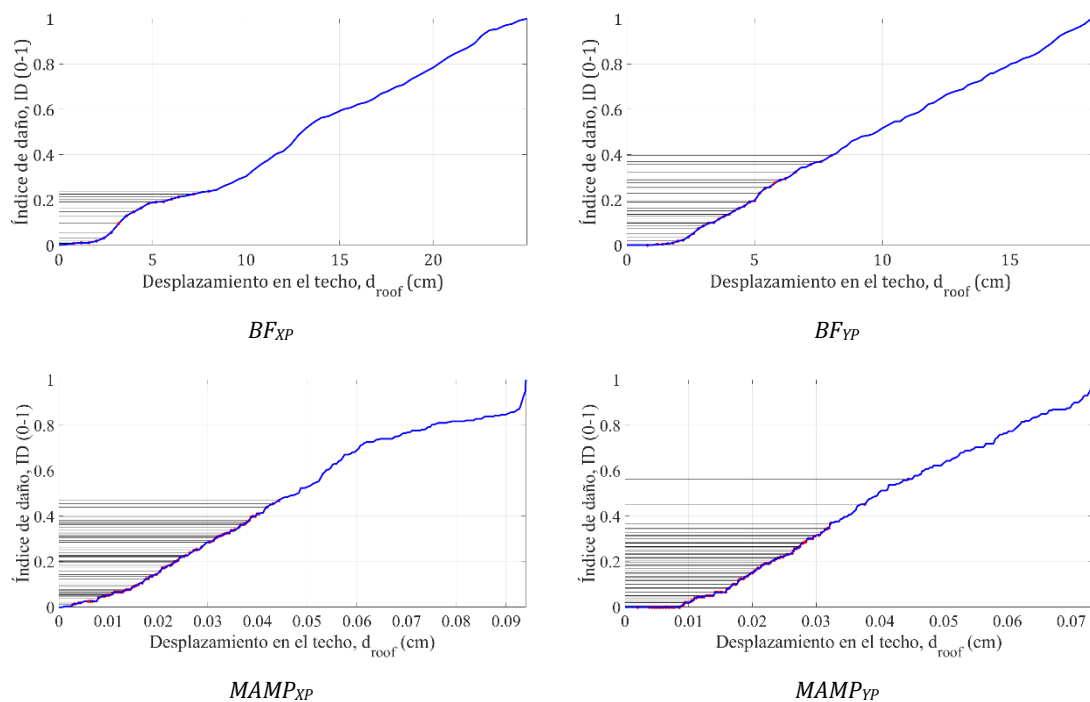 1
0.8
0.6
0.4
0.2
0
Índice de daño, ID (0-1)
0 5 10 15 20
Desplazamiento en el techo, d_roof (cm)
BF_XP
1
0.8
0.6
0.4
0.2
0
Índice de daño, ID (0-1)
0 5 10 15
Desplazamiento en el techo, d_roof (cm)
BF_YP
1
0.8
0.6
0.4
0.2
0
Índice de daño, ID (0-1)
0 0.01 0.02 0.03 0.04 0.05 0.06 0.07 0.08 0.09
Desplazamiento en el techo, d_roof (cm)
MAMP_XP
1
0.8
0.6
0.4
0.2
0
Índice de daño, ID (0-1)
0 0.01 0.02 0.03 0.04 0.05 0.06 0.07
Desplazamiento en el techo, d_roof (cm)
MAMP_YP